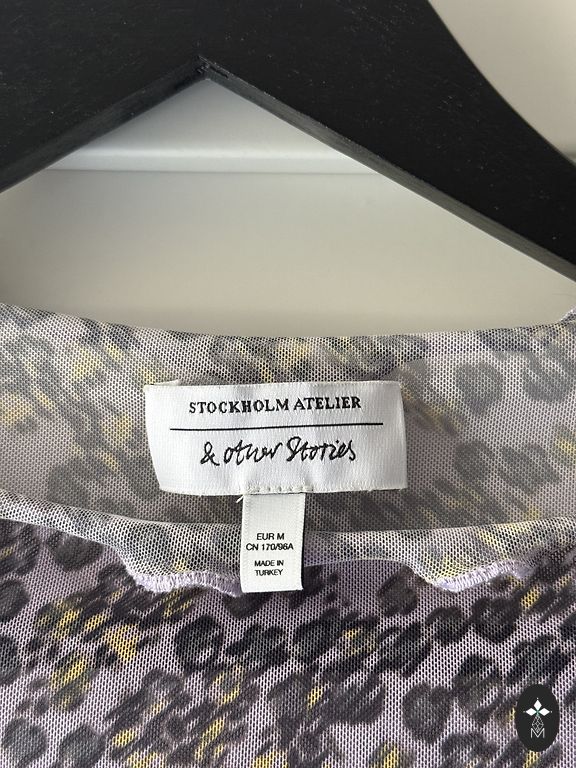 STOCKHOLM ATELIER
& other Stories
EUR M
CN 170/96A
MADE IN
TURKEY
M